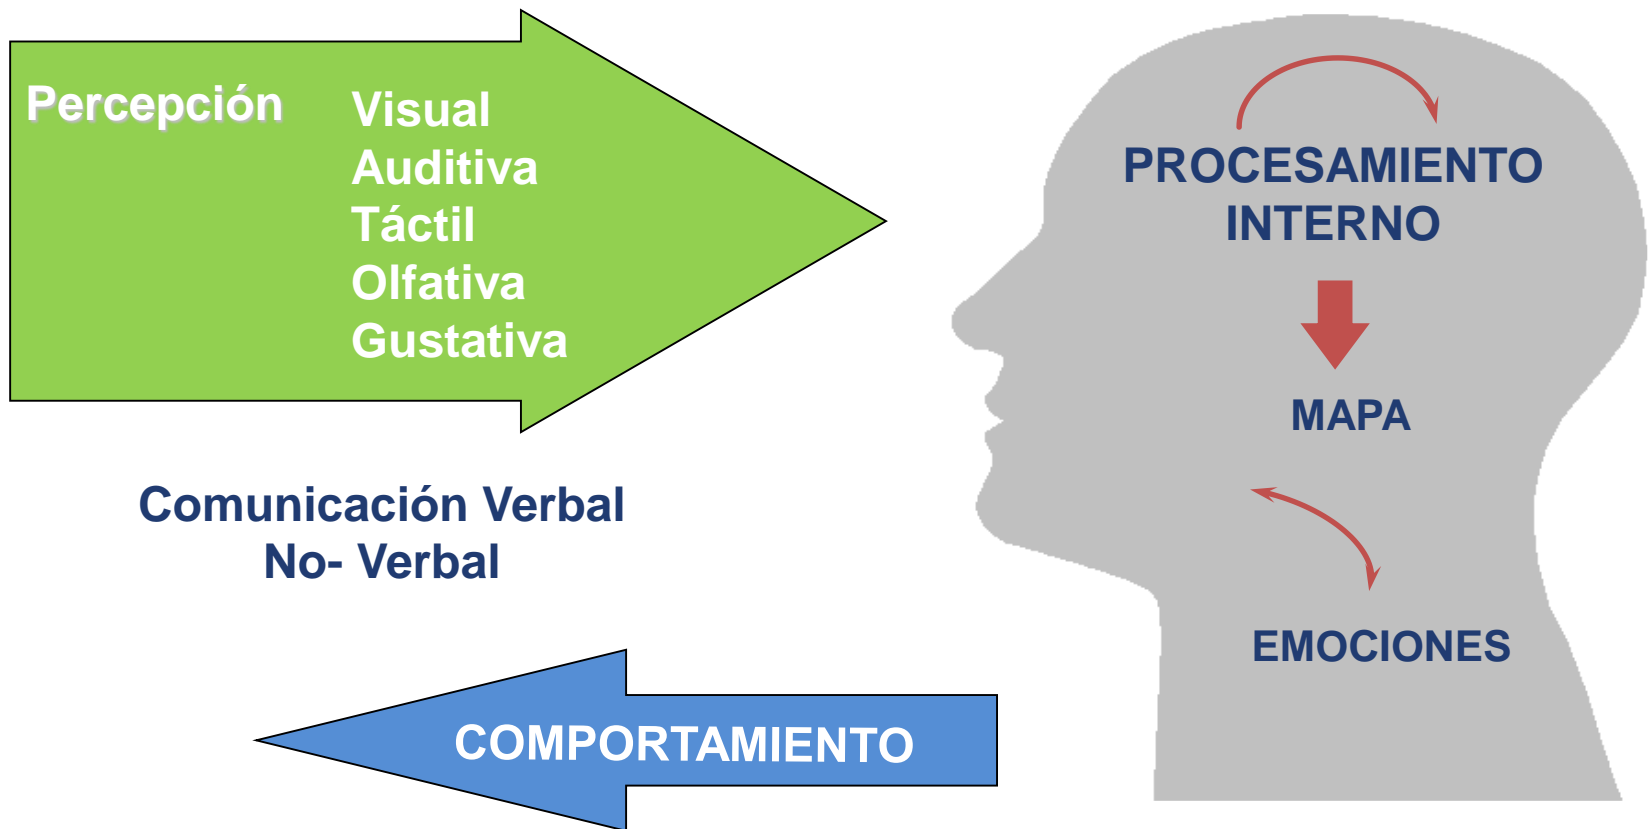 Percepción
Visual
Auditiva
Táctil
Olfativa
Gustativa
PROCESAMIENTO
INTERNO
MAPA
EMOCIONES
Comunicación Verbal
No- Verbal
COMPORTAMIENTO